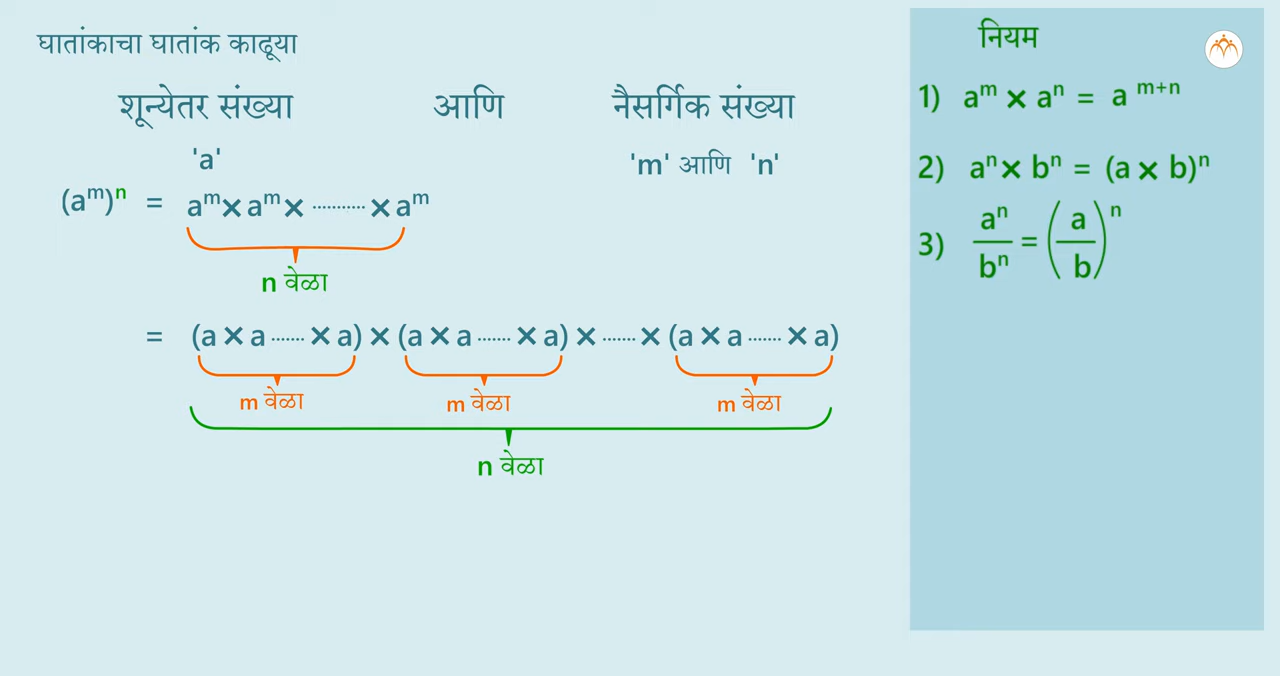 घातांकाचा घातांक काढूया
शून्येतर संख्या आणि नैसर्गिक संख्या
'a' 'm' आणि 'n'
(aᵐ)ⁿ = aᵐ × aᵐ × ........... × aᵐ
n वेळा
= (a × a ....... × a) × (a × a ....... × a) × ....... × (a × a ....... × a)
m वेळा m वेळा m वेळा
n वेळा
नियम
1) aᵐ × aⁿ = a ᵐ⁺ⁿ
2) aⁿ × bⁿ = (a × b)ⁿ
3) aⁿ/bⁿ = (a/b)ⁿ